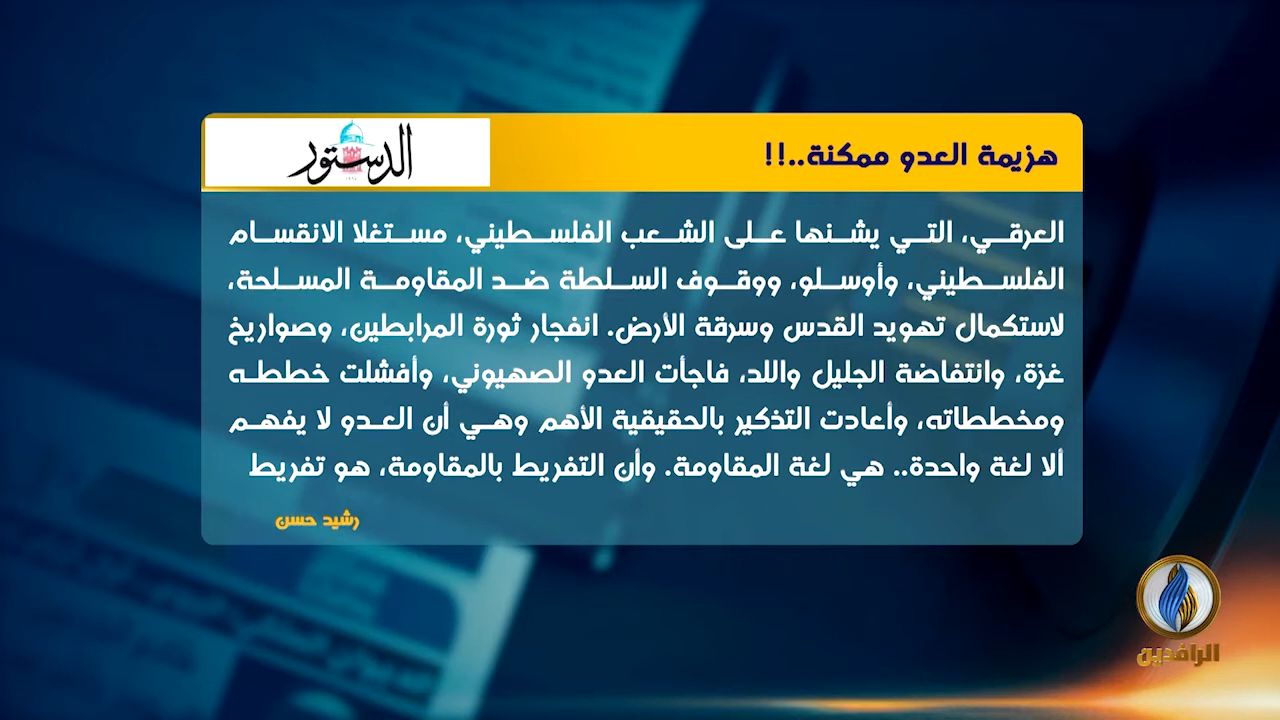 الدستور
هزيمة العدو ممكنة..!!
العرقي، التي يشنها على الشعب الفلسطيني، مستغلا الانقسام
الفلسطيني، وأوسلو، ووقوف السلطة ضد المقاومة المسلحة،
لاستكمال تهويد القدس وسرقة الأرض. انفجار ثورة المرابطين، وصواريخ
غزة، وانتفاضة الجليل واللد، فاجأت العدو الصهيوني، وأفشلت خططه
ومخططاته، وأعادت التذكير بالحقيقية الأهم وهي أن العدو لا يفهم
ألا لغة واحدة.. هي لغة المقاومة. وأن التفريط بالمقاومة، هو تفريط
رشيد حسن
الرافدين